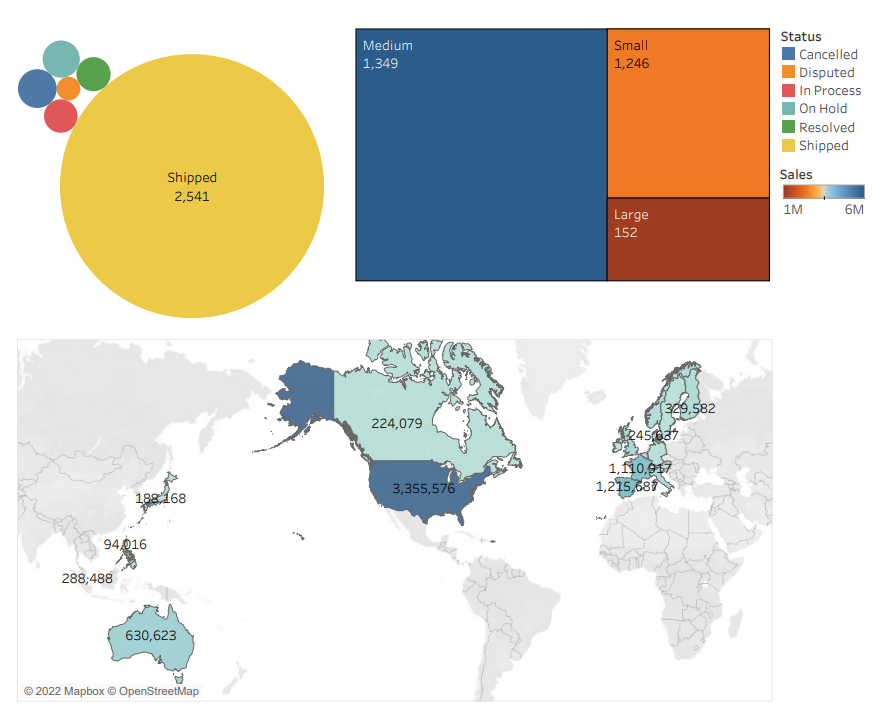 Shipped
2,541
Medium
1,349
Small
1,246
Large
152
Status
Cancelled
Disputed
In Process
On Hold
Resolved
Shipped
Sales
1M 6M
224,079
3,355,576
329,582
245,637
1,110,917
1,215,687
188,168
94,016
288,488
630,623
© 2022 Mapbox © OpenStreetMap